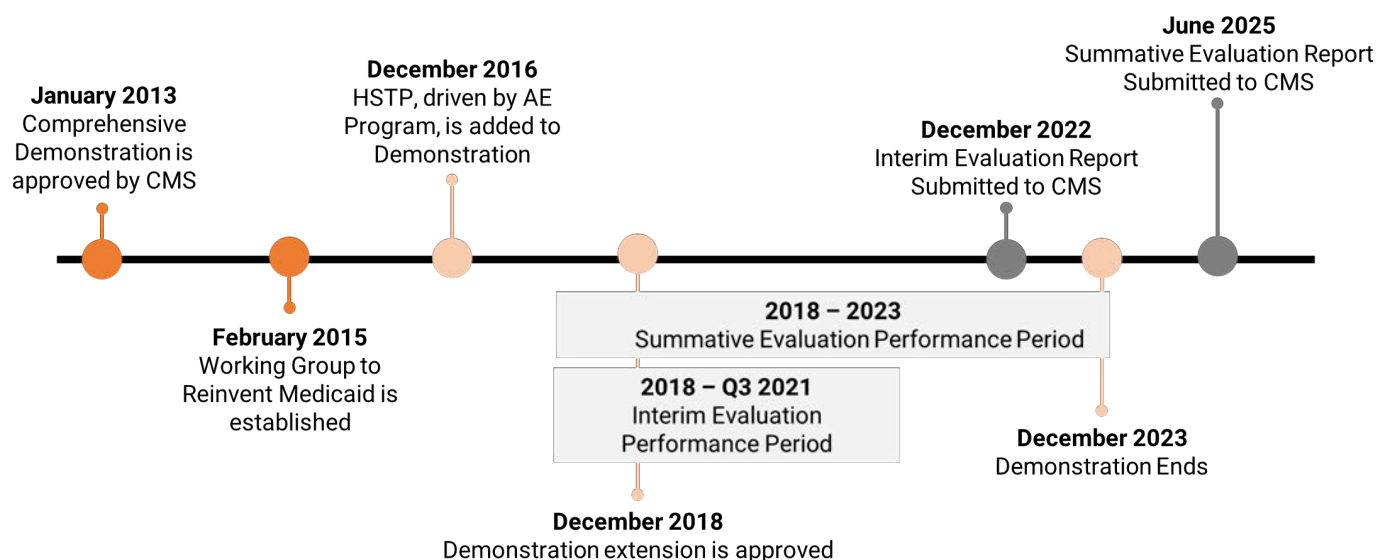 January 2013
Comprehensive
Demonstration is
approved by CMS
February 2015
Working Group to
Reinvent Medicaid is
established
December 2016
HSTP, driven by AE
Program, is added to
Demonstration
2018 – 2023
Summative Evaluation Performance Period
2018 – Q3 2021
Interim Evaluation
Performance Period
December 2018
Demonstration extension is approved
December 2022
Interim Evaluation Report
Submitted to CMS
December 2023
Demonstration Ends
June 2025
Summative Evaluation Report
Submitted to CMS